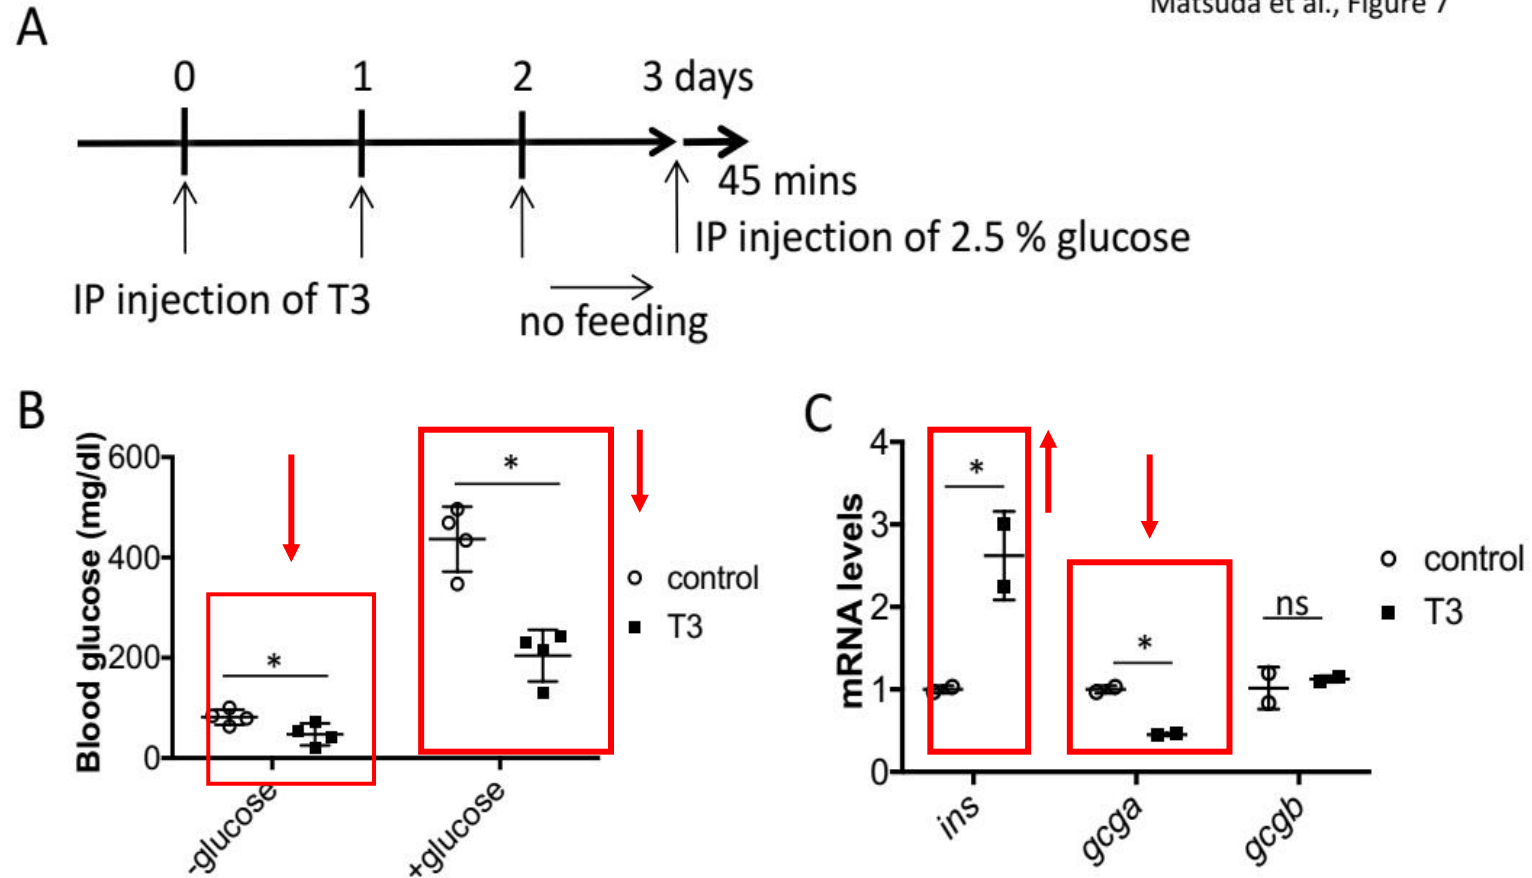 Matsuda et al., Figure 7
A
0 1 2 3 days
45 mins
IP injection of 2.5 % glucose
IP injection of T3
no feeding
B
Blood glucose (mg/dl)
600
400
200
0
*
*
-glucose
+glucose
control
T3
C
mRNA levels
4
3
2
1
0
*
*
ns
ins
gcga
gcgb
control
T3